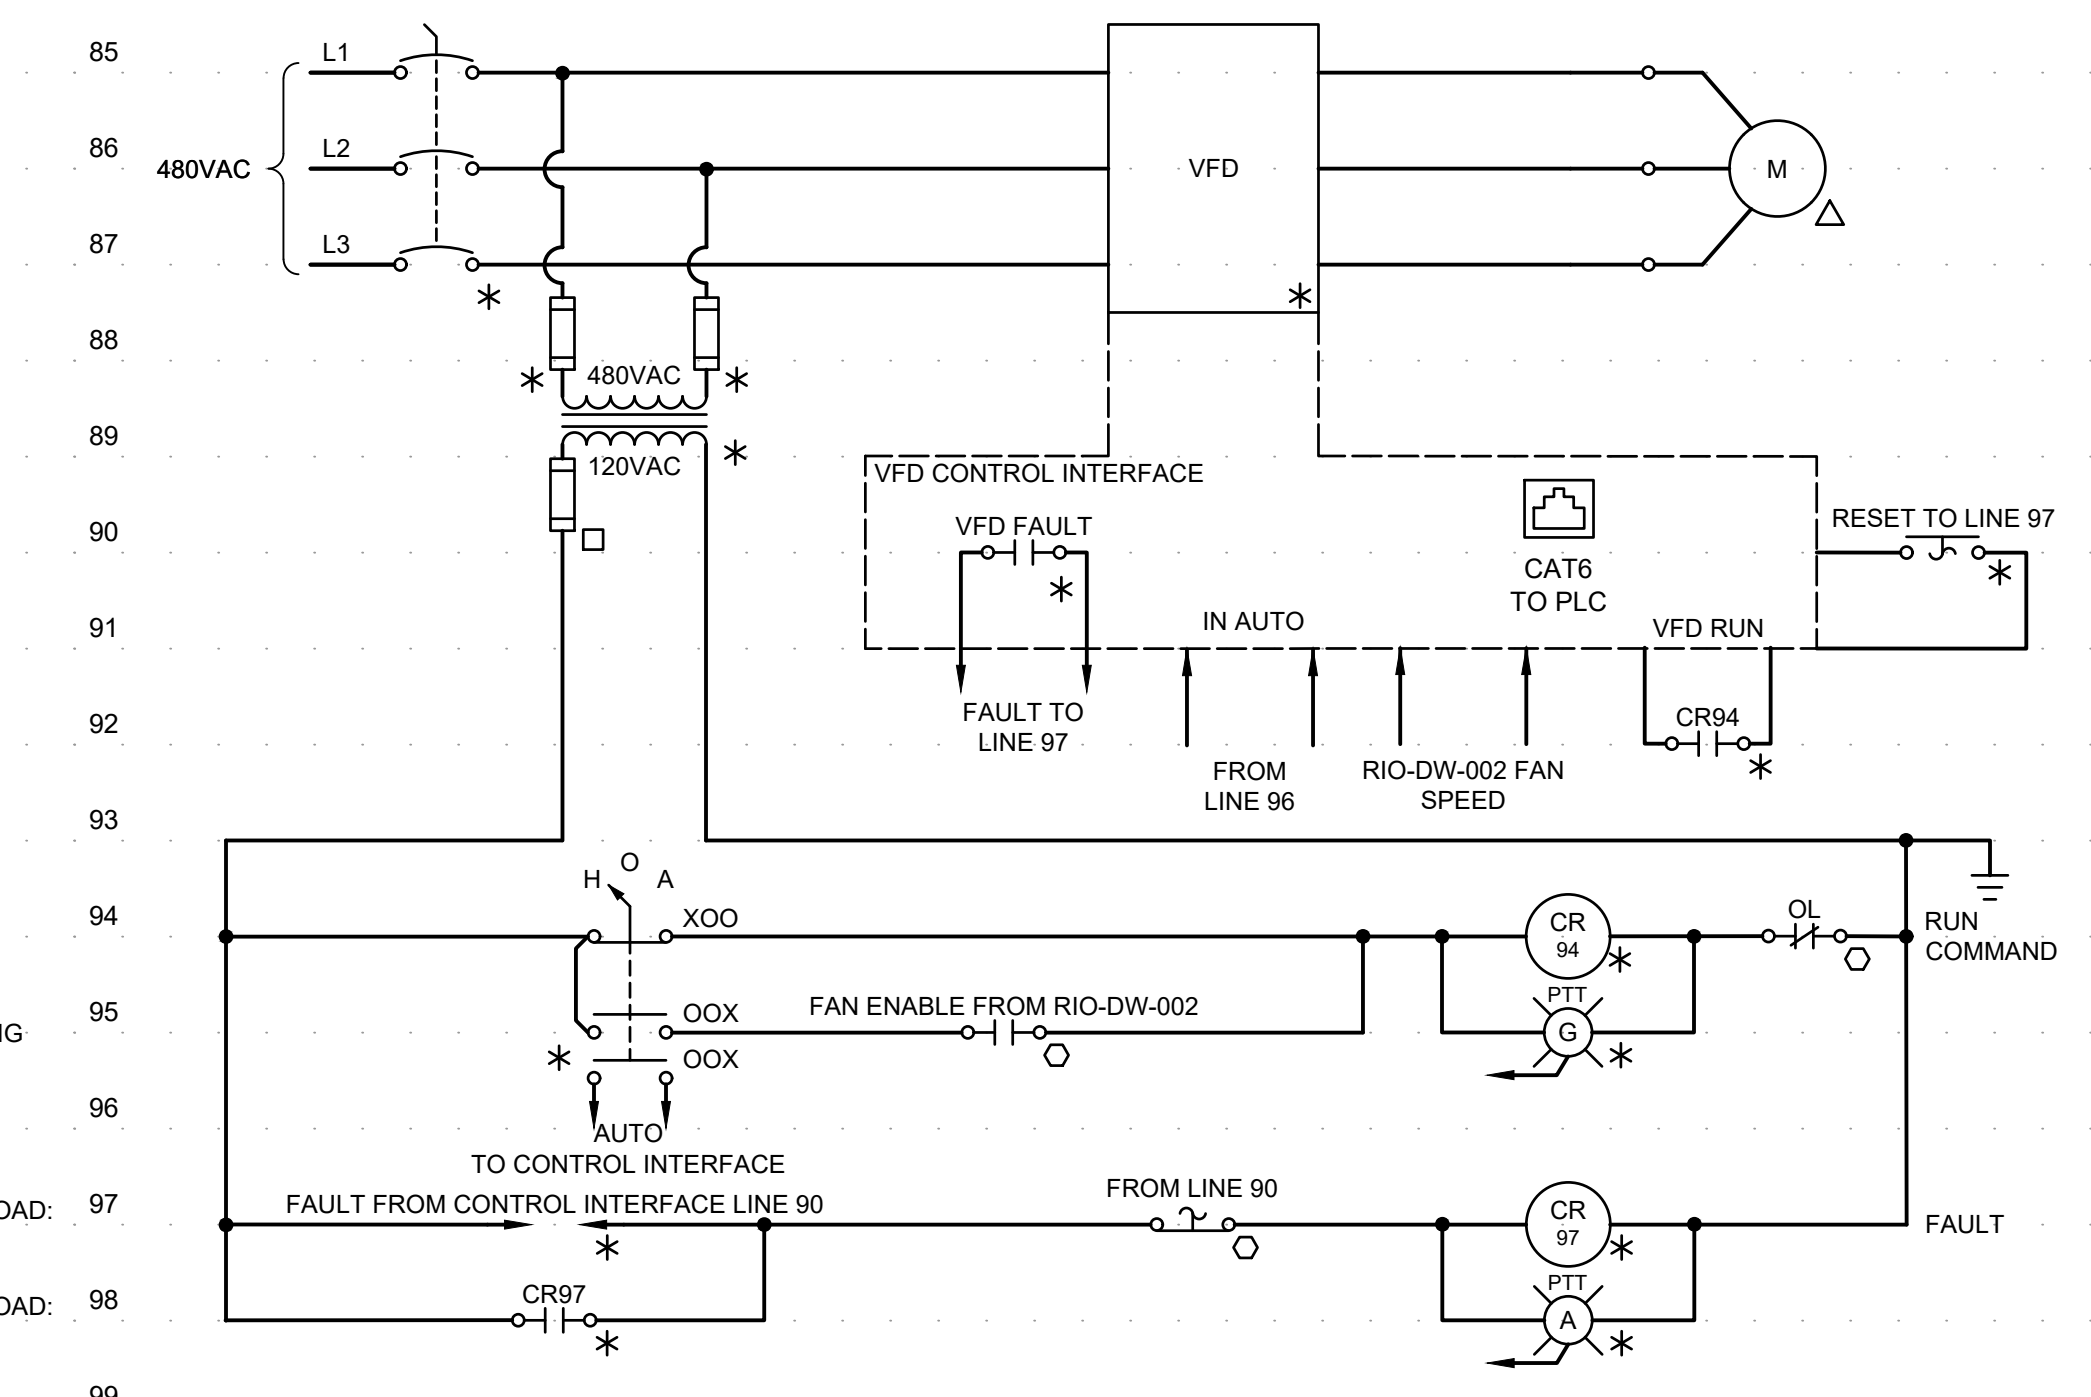 85
L1
86
480VAC
L2
VFD
M
87
L3
88
480VAC
89
120VAC
VFD CONTROL INTERFACE
90
VFD FAULT
RESET TO LINE 97
CAT6
TO PLC
91
IN AUTO
VFD RUN
92
FAULT TO
LINE 97
CR94
FROM
LINE 96
RIO-DW-002 FAN
SPEED
93
H O A
94
XOO
CR
94
OL
RUN
COMMAND
95
OOX
FAN ENABLE FROM RIO-DW-002
PTT
G
OOX
96
AUTO
TO CONTROL INTERFACE
OAD:
97
FAULT FROM CONTROL INTERFACE LINE 90
FROM LINE 90
CR
97
FAULT
OAD:
98
CR97
PTT
A
99